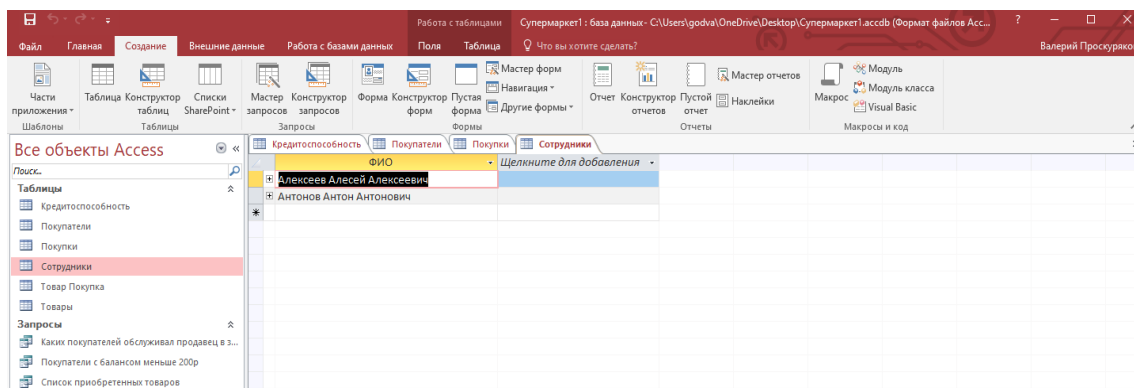 Работа с таблицами
Супермаркет1 : база данных- C:\Users\godva\OneDrive\Desktop\Супермаркет1.accdb (Формат файлов Acc...
?
Файл Главная Создание Внешние данные Работа с базами данных Поля Таблица Что вы хотите сделать?
Валерий Проскуряко
Части приложения
Таблица
Конструктор таблиц
Списки SharePoint
Мастер запросов
Конструктор запросов
Форма
Конструктор форм
Пустая форма
Мастер форм
Навигация
Другие формы
Отчет
Конструктор отчетов
Пустой отчет
Мастер отчетов
Наклейки
Макрос
Модуль
Модуль класса
Visual Basic
Шаблоны Таблицы Запросы Формы Отчеты Макросы и код
Все объекты Access
Поиск..
Таблицы
Кредитоспособность
Покупатели
Покупки
Сотрудники
Товар Покупка
Товары
Запросы
Каких покупателей обслуживал продавец в з...
Покупатели с балансом меньше 200р
Список приобретенных товаров
Кредитоспособность Покупатели Покупки Сотрудники
ФИО Щелкните для добавления
Алексеев Алесей Алексеевич
Антонов Антон Антонович